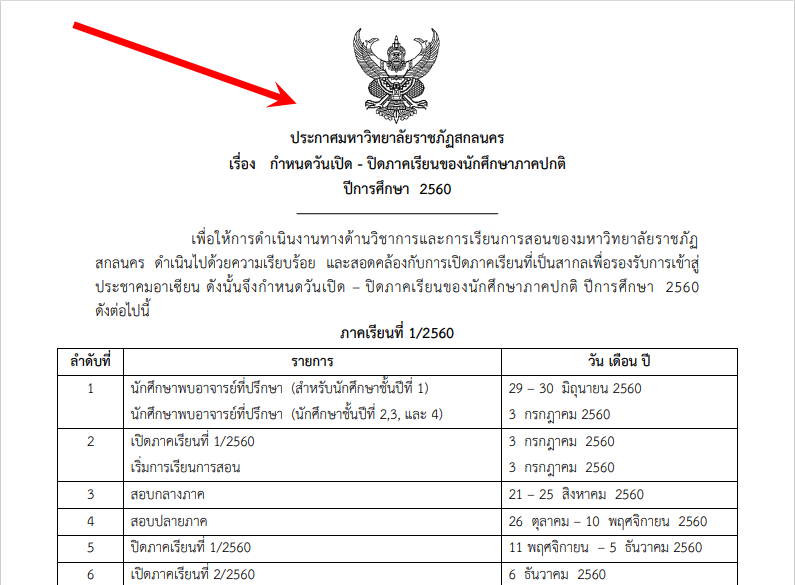 ประกาศมหาวิทยาลัยราชภัฏสกลนคร
เรื่อง กำหนดวันเปิด - ปิดภาคเรียนของนักศึกษาภาคปกติ
ปีการศึกษา 2560
เพื่อให้การดำเนินงานทางด้านวิชาการและการเรียนการสอนของมหาวิทยาลัยราชภัฏ
สกลนคร ดำเนินไปด้วยความเรียบร้อย และสอดคล้องกับการเปิดภาคเรียนที่เป็นสากลเพื่อรองรับการเข้าสู่
ประชาคมอาเซียน ดังนั้นจึงกำหนดวันเปิด – ปิดภาคเรียนของนักศึกษาภาคปกติ ปีการศึกษา 2560
ดังต่อไปนี้
ภาคเรียนที่ 1/2560
ลำดับที่ รายการ วัน เดือน ปี
1 นักศึกษาพบอาจารย์ที่ปรึกษา (สำหรับนักศึกษาชั้นปีที่ 1) 29 – 30 มิถุนายน 2560
นักศึกษาพบอาจารย์ที่ปรึกษา (นักศึกษาชั้นปีที่ 2,3, และ 4) 3 กรกฎาคม 2560
2 เปิดภาคเรียนที่ 1/2560 3 กรกฎาคม 2560
เริ่มการเรียนการสอน 3 กรกฎาคม 2560
3 สอบกลางภาค 21 – 25 สิงหาคม 2560
4 สอบปลายภาค 26 ตุลาคม – 10 พฤศจิกายน 2560
5 ปิดภาคเรียนที่ 1/2560 11 พฤศจิกายน – 5 ธันวาคม 2560
6 เปิดภาคเรียนที่ 2/2560 6 ธันวาคม 2560